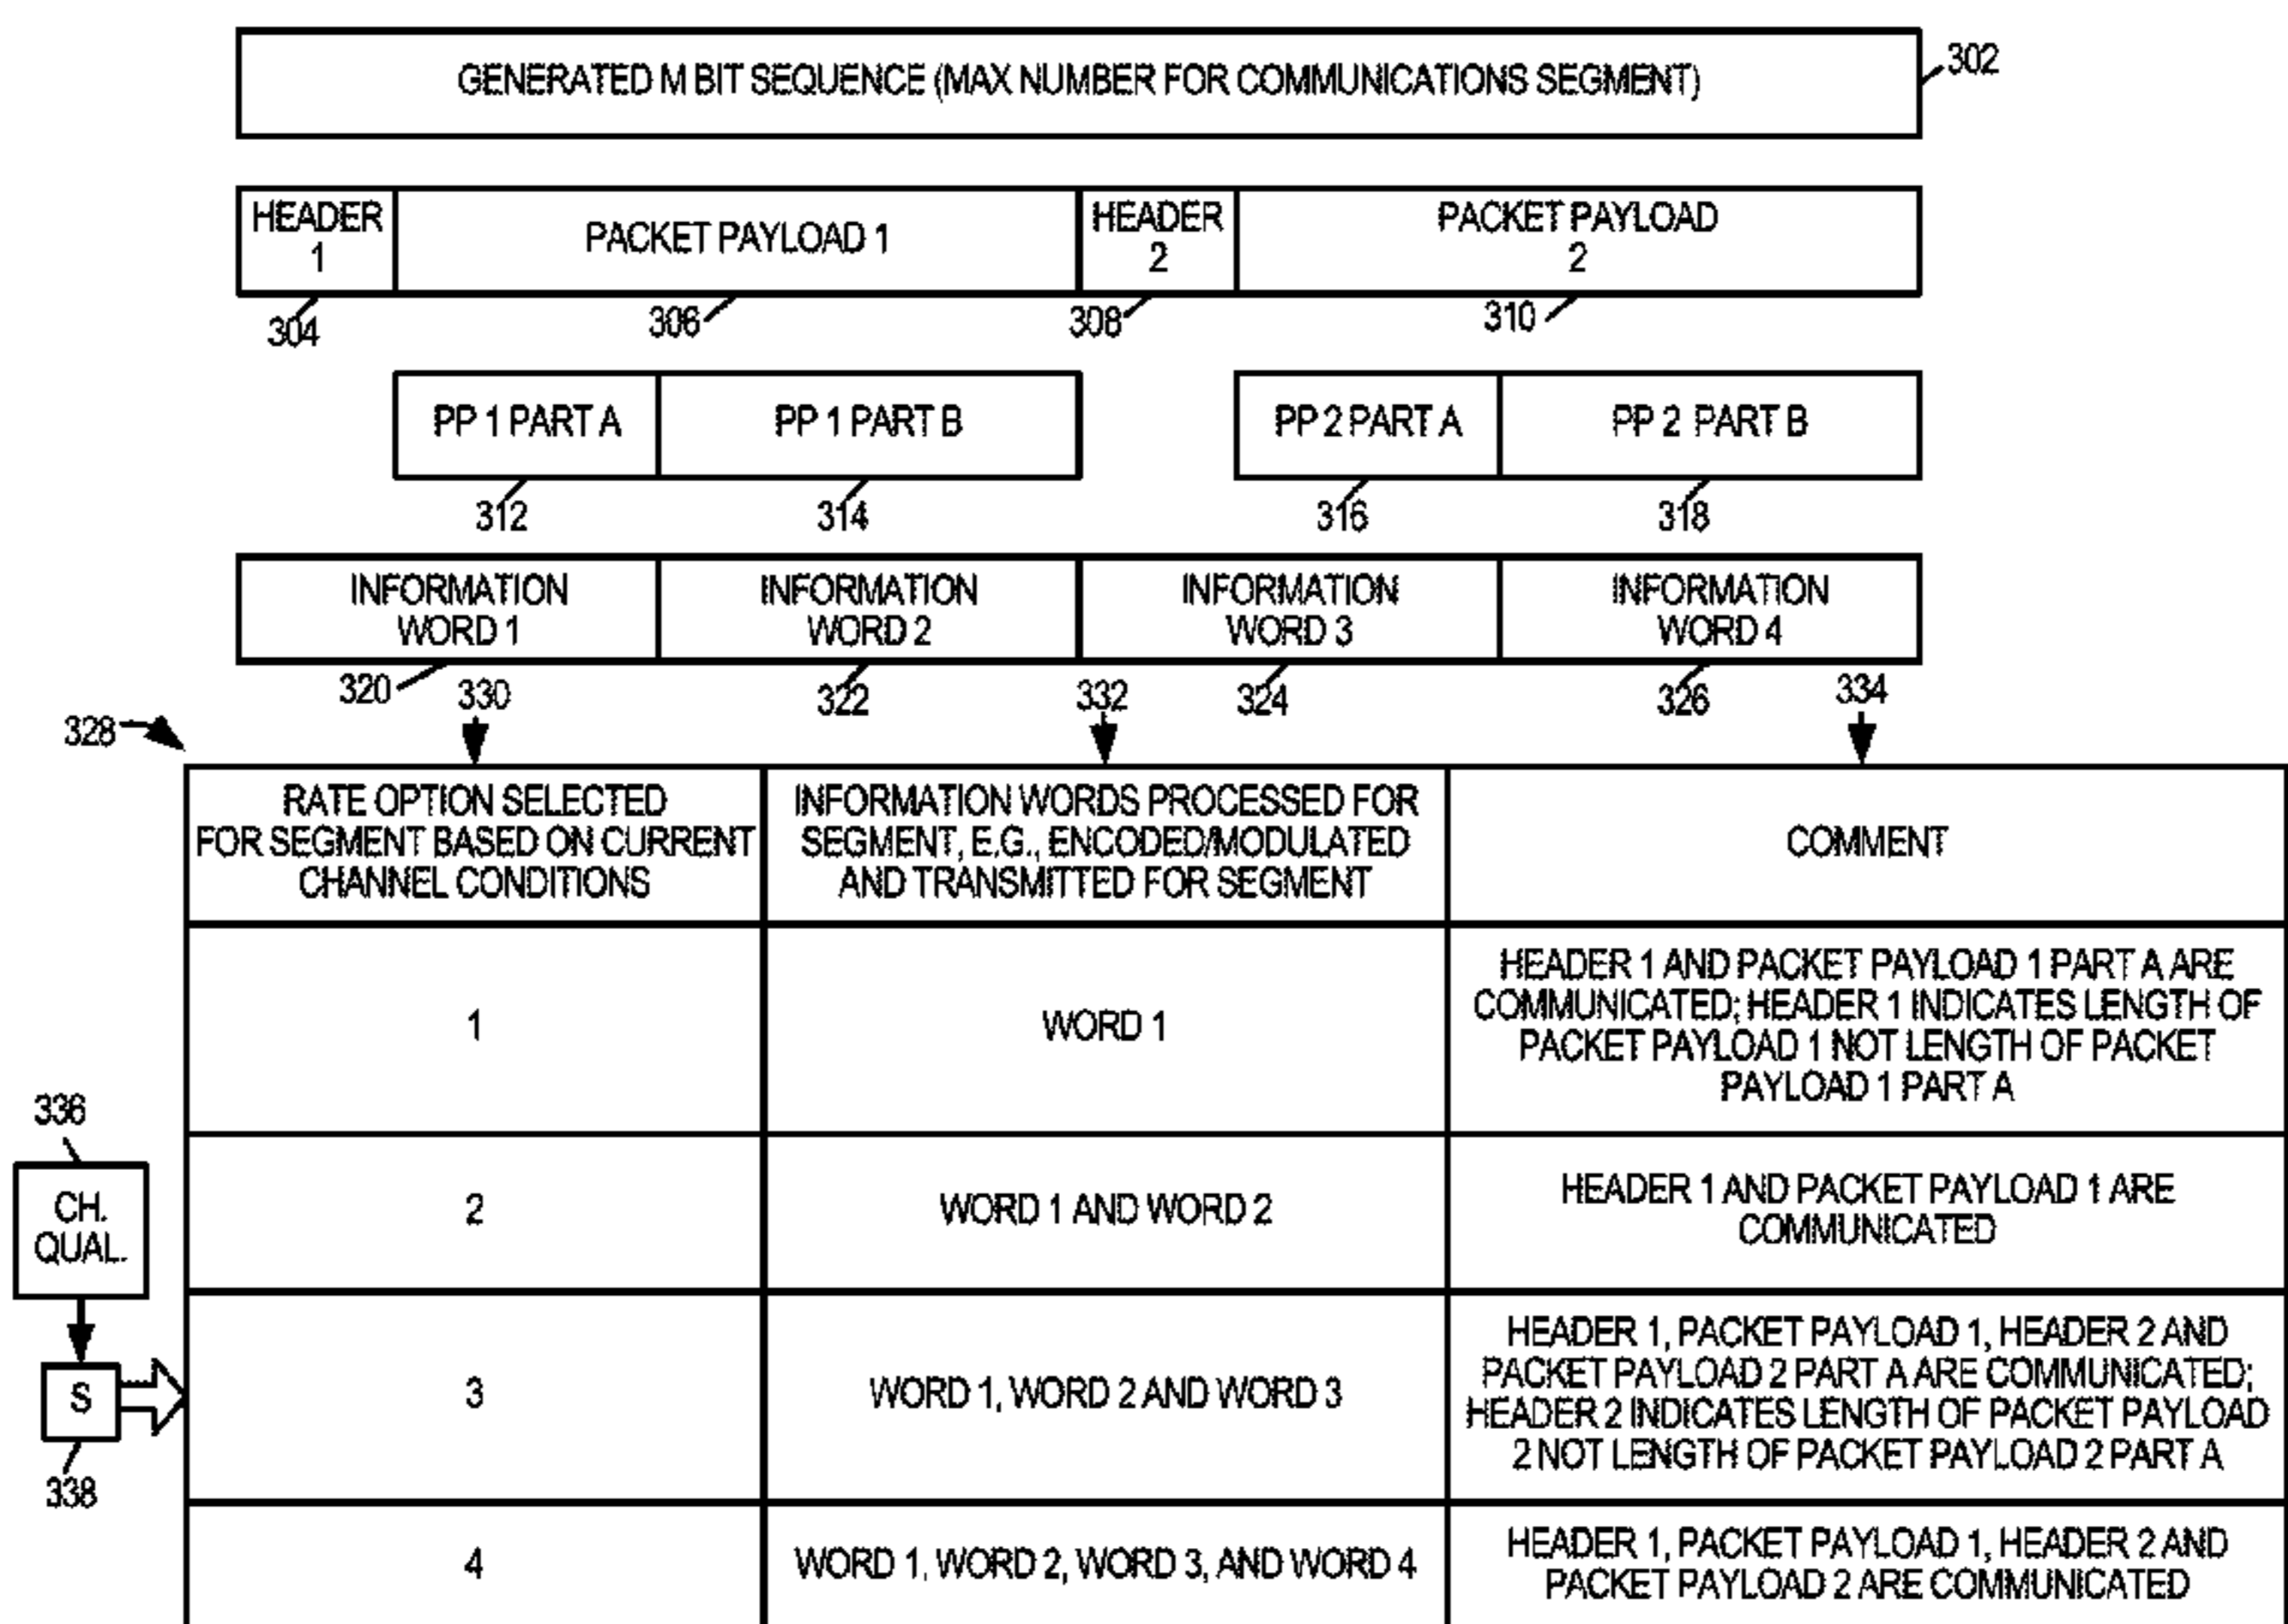 GENERATED M BIT SEQUENCE (MAX NUMBER FOR COMMUNICATIONS SEGMENT)
302
HEADER
1
PACKET PAYLOAD 1
HEADER
2
PACKET PAYLOAD
2
304
306
308
310
PP 1 PART A
PP 1 PART B
PP 2 PART A
PP 2 PART B
312
314
316
318
INFORMATION
WORD 1
INFORMATION
WORD 2
INFORMATION
WORD 3
INFORMATION
WORD 4
320
330
322
332
324
326
334
328
RATE OPTION SELECTED
FOR SEGMENT BASED ON CURRENT
CHANNEL CONDITIONS
INFORMATION WORDS PROCESSED FOR
SEGMENT, E.G., ENCODED/MODULATED
AND TRANSMITTED FOR SEGMENT
COMMENT
1
WORD 1
HEADER 1 AND PACKET PAYLOAD 1 PART A ARE
COMMUNICATED; HEADER 1 INDICATES LENGTH OF
PACKET PAYLOAD 1 NOT LENGTH OF PACKET
PAYLOAD 1 PART A
336
CH.
QUAL.
2
WORD 1 AND WORD 2
HEADER 1 AND PACKET PAYLOAD 1 ARE
COMMUNICATED
S
338
3
WORD 1, WORD 2 AND WORD 3
HEADER 1, PACKET PAYLOAD 1, HEADER 2 AND
PACKET PAYLOAD 2 PART A ARE COMMUNICATED;
HEADER 2 INDICATES LENGTH OF PACKET PAYLOAD
2 NOT LENGTH OF PACKET PAYLOAD 2 PART A
4
WORD 1, WORD 2, WORD 3, AND WORD 4
HEADER 1, PACKET PAYLOAD 1, HEADER 2 AND
PACKET PAYLOAD 2 ARE COMMUNICATED